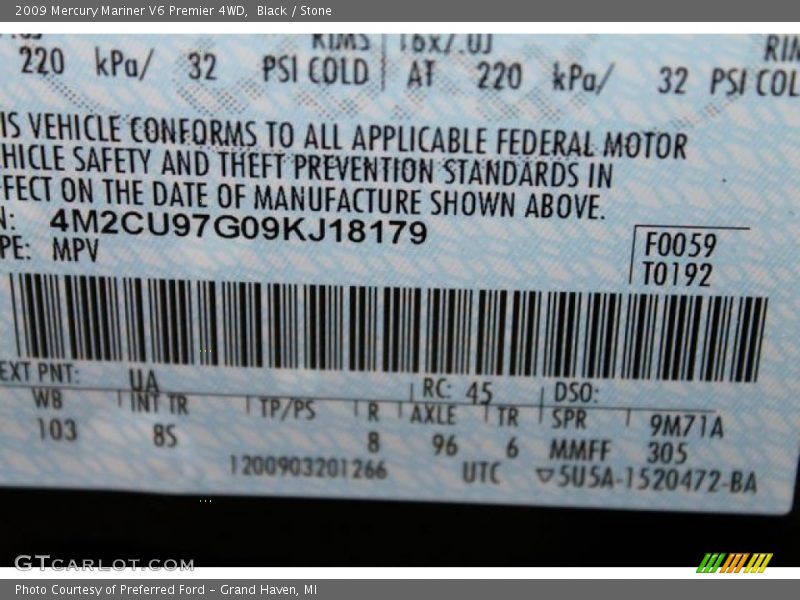 2009 Mercury Mariner V6 Premier 4WD, Black / Stone
RIMS 16x7.0J
220 kPa/ 32 PSI COLD AT 220 kPa/ 32 PSI COL
IS VEHICLE CONFORMS TO ALL APPLICABLE FEDERAL MOTOR
HICLE SAFETY AND THEFT PREVENTION STANDARDS IN
FFECT ON THE DATE OF MANUFACTURE SHOWN ABOVE.
N: 4M2CU97G09KJ18179
PE: MPV
F0059
T0192
EXT PNT: UA RC: 45 DSO:
WB INT TR TP/PS R AXLE TR SPR 9M71A
103 8S 8 96 6 MMFF 305
1200903201266 UTC ▽5U5A-1520472-BA
GTCARLOT.COM
Photo Courtesy of Preferred Ford – Grand Haven, MI